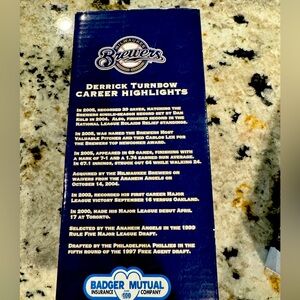 MILWAUKEE
Brewers
DERRICK TURNBOW
CAREER HIGHLIGHTS
IN 2005, RECORDED 39 SAVES, MATCHING THE
BREWERS SINGLE-SEASON RECORD SET BY DAN
KOLB IN 2004. ALSO, FINISHED SECOND IN THE
NATIONAL LEAGUE ROLAIDS RELIEF STANDINGS.
IN 2005, WAS NAMED THE BREWERS MOST
VALUABLE PITCHER AND TIED CARLOS LEE FOR
THE BREWERS TOP NEWCOMER AWARD.
IN 2005, APPEARED IN 69 GAMES, FINISHING WITH
A MARK OF 7-1 AND A 1.74 EARNED RUN AVERAGE.
IN 67.1 INNINGS, STRUCK OUT 64 WHILE WALKING 24.
ACQUIRED BY THE MILWAUKEE BREWERS ON
WAIVERS FROM THE ANAHEIM ANGELS ON
OCTOBER 14, 2004.
IN 2003, RECORDED HIS FIRST CAREER MAJOR
LEAGUE VICTORY SEPTEMBER 16 VERSUS OAKLAND.
IN 2000, MADE HIS MAJOR LEAGUE DEBUT APRIL
17 AT TORONTO.
SELECTED BY THE ANAHEIM ANGELS IN THE 1999
RULE FIVE MAJOR LEAGUE DRAFT.
DRAFTED BY THE PHILADELPHIA PHILLIES IN THE
FIFTH ROUND OF THE 1997 FREE AGENT DRAFT.
BADGER MUTUAL
INSURANCE COMPANY